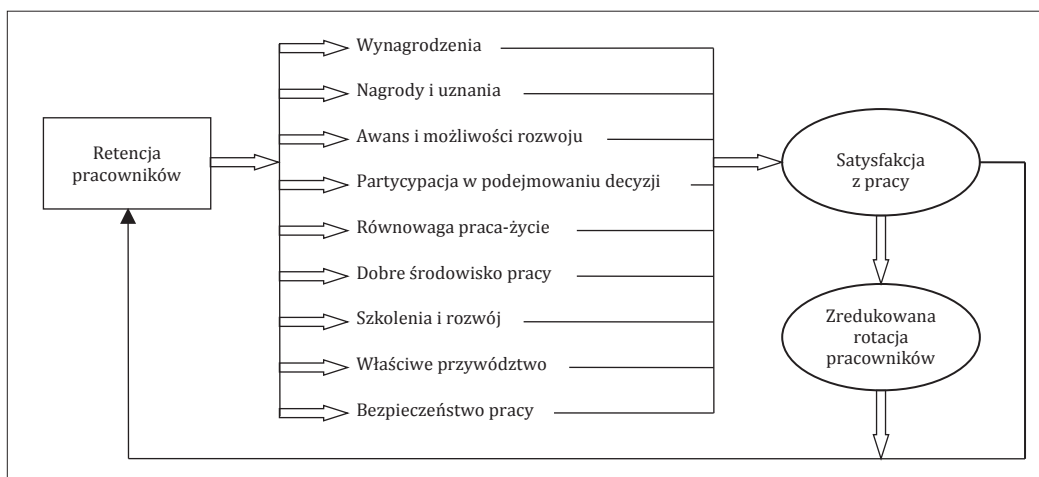 Retencja
pracowników
Wynagrodzenia
Nagrody i uznania
Awans i możliwości rozwoju
Partycypacja w podejmowaniu decyzji
Równowaga praca-życie
Dobre środowisko pracy
Szkolenia i rozwój
Właściwe przywództwo
Bezpieczeństwo pracy
Satysfakcja
z pracy
Zredukowana
rotacja
pracowników